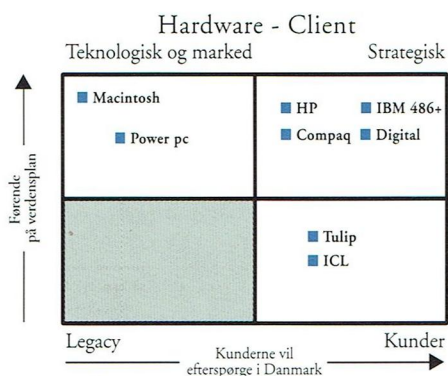 Hardware - Client
Teknologisk og marked
Strategisk
Macintosh
Power pc
HP
IBM 486+
Compaq
Digital
Førende
på verdensplan
Tulip
ICL
Legacy
Kunderne vil
efterspørge i Danmark
Kunder